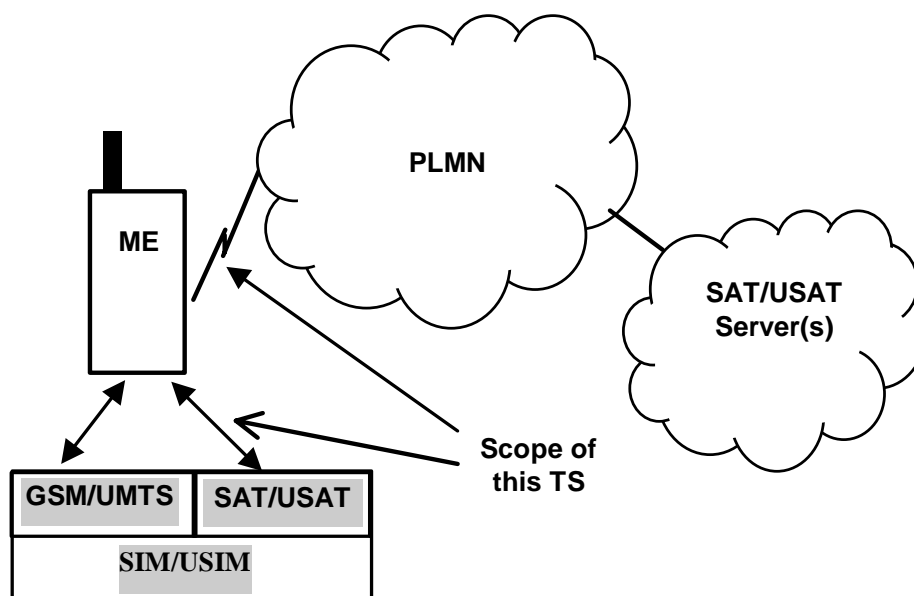 PLMN
ME
SAT/USAT
Server(s)
Scope of
this TS
GSM/UMTS
SAT/USAT
SIM/USIM